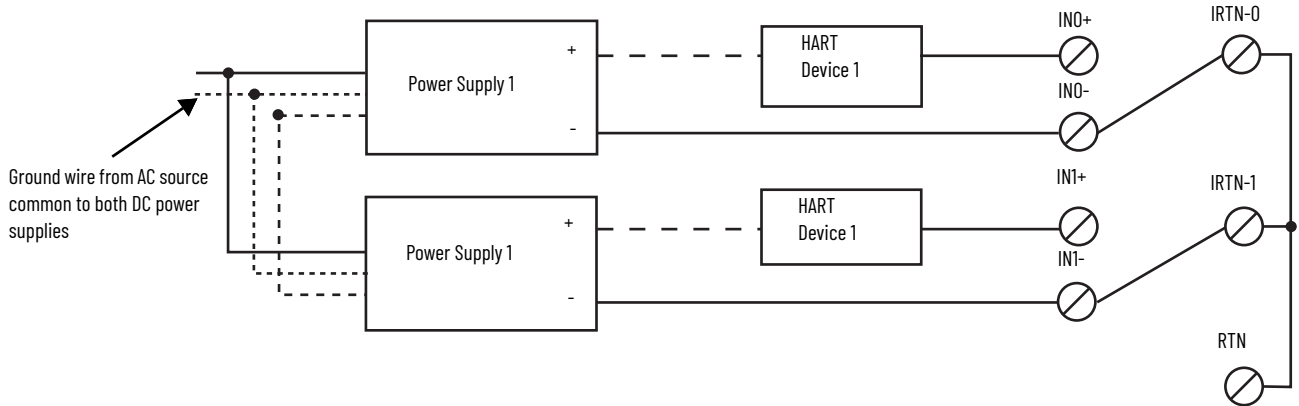 IN0+
IRTN-0
+
HART
Device 1
Power Supply 1
IN0-
-
Ground wire from AC source
common to both DC power
supplies
IN1+
IRTN-1
+
HART
Device 1
Power Supply 1
IN1-
-
RTN